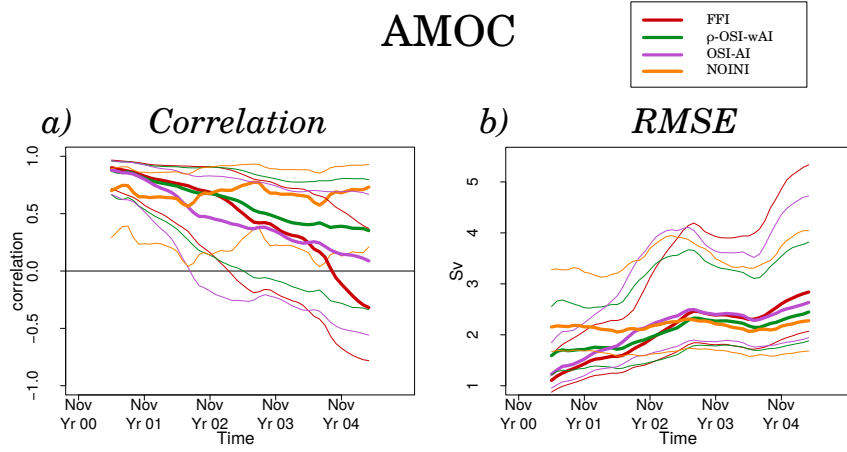 AMOC
FFI
ρ-OSI-wAI
OSI-AI
NOINI
a) Correlation
b) RMSE
correlation
1.0
0.5
0.0
−0.5
−1.0
Nov Nov Nov Nov Nov
Yr 00 Yr 01 Yr 02 Yr 03 Yr 04
Time
Sv
5
4
3
2
1
Nov Nov Nov Nov Nov
Yr 00 Yr 01 Yr 02 Yr 03 Yr 04
Time